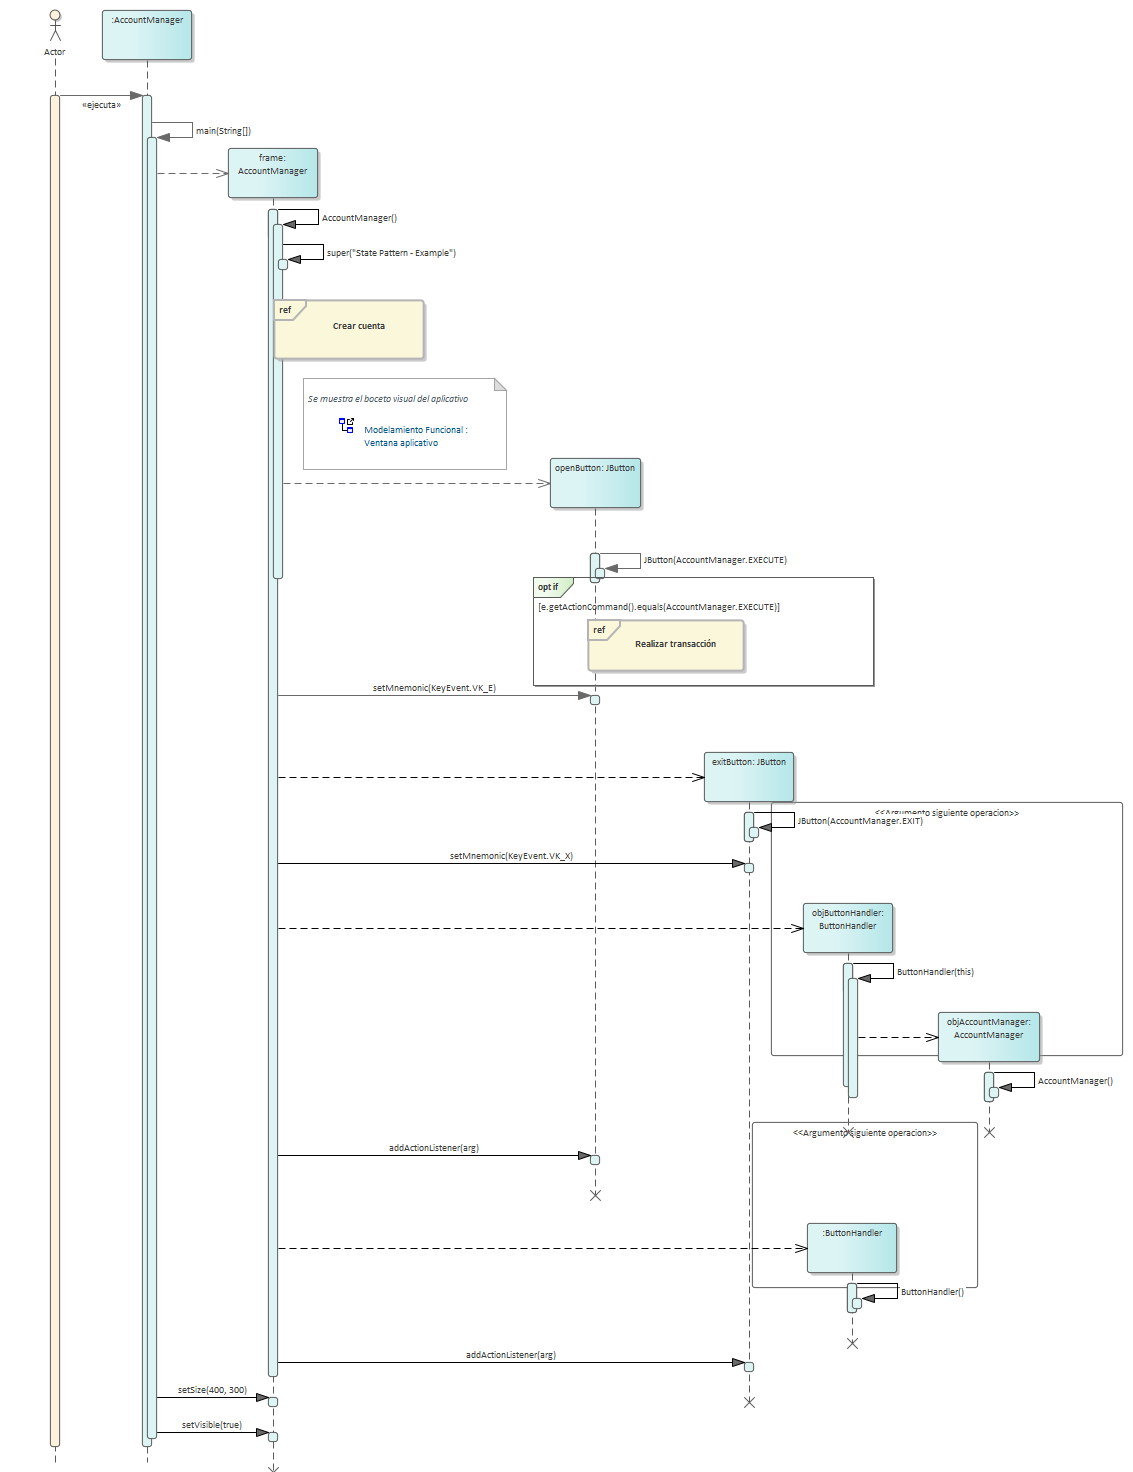 :AccountManager
Actor
«ejecuta»
main(String[])
frame:
AccountManager
AccountManager()
super("State Pattern - Example")
ref
Crear cuenta
Se muestra el boceto visual del aplicativo
Modelamiento Funcional :
Ventana aplicativo
openButton: JButton
JButton(AccountManager.EXECUTE)
opt if
[e.getActionCommand().equals(AccountManager.EXECUTE)]
ref
Realizar transacción
setMnemonic(KeyEvent.VK_E)
exitButton: JButton
<<Argumento siguiente operacion>>
JButton(AccountManager.EXIT)
setMnemonic(KeyEvent.VK_X)
objButtonHandler:
ButtonHandler
ButtonHandler(this)
objAccountManager:
AccountManager
AccountManager()
<<Argumento siguiente operacion>>
addActionListener(arg)
:ButtonHandler
ButtonHandler()
addActionListener(arg)
setSize(400, 300)
setVisible(true)